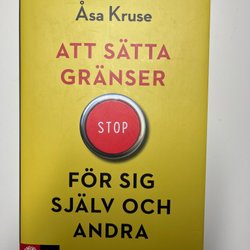 Åsa Kruse
ATT SÄTTA
GRÄNSER
STOP
FÖR SIG
SJÄLV OCH
ANDRA